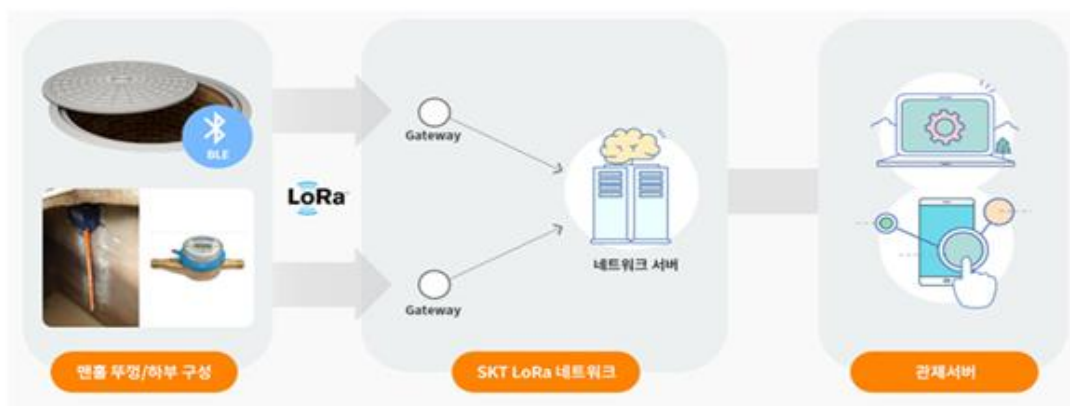 BLE
LoRa
Gateway
Gateway
네트워크 서버
맨홀 뚜껑/하부 구성
SKT LoRa 네트워크
관재서버